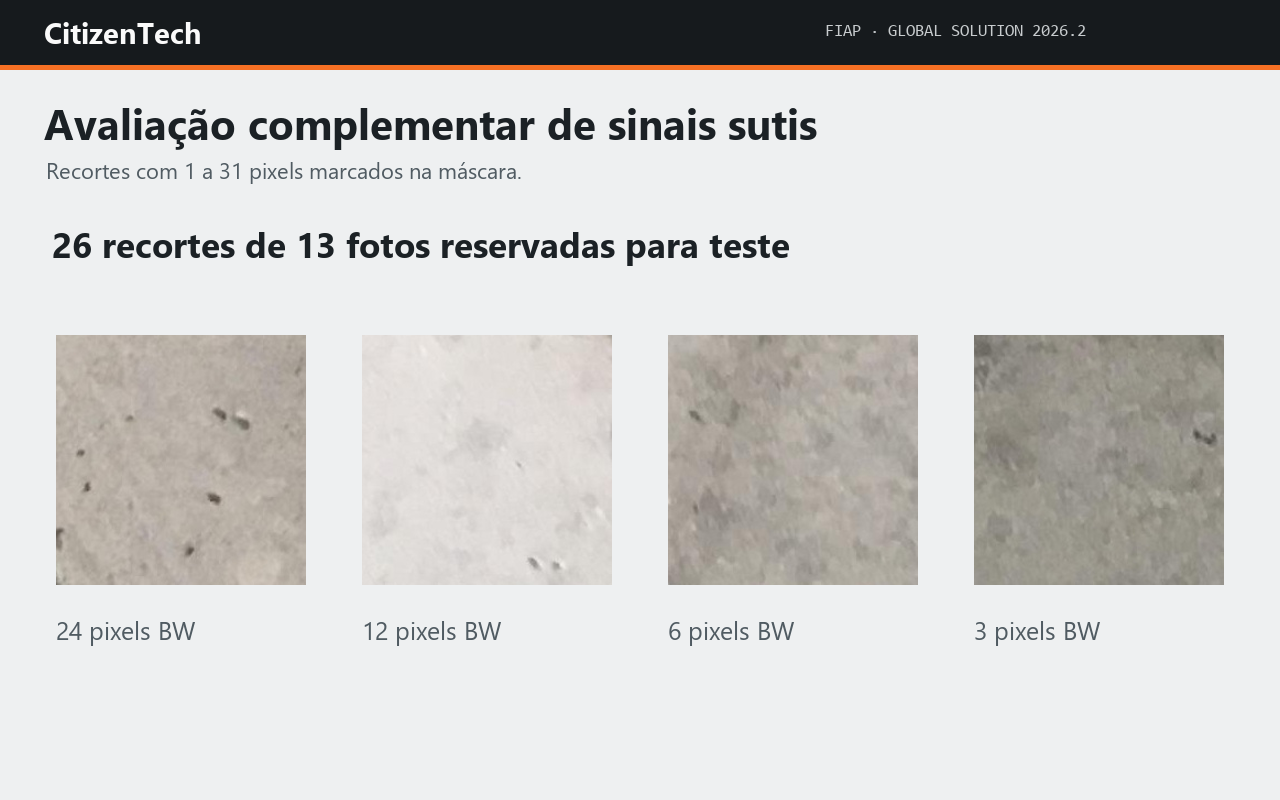 CitizenTech
FIAP · GLOBAL SOLUTION 2026.2
Avaliação complementar de sinais sutis
Recortes com 1 a 31 pixels marcados na máscara.
26 recortes de 13 fotos reservadas para teste
24 pixels BW
12 pixels BW
6 pixels BW
3 pixels BW